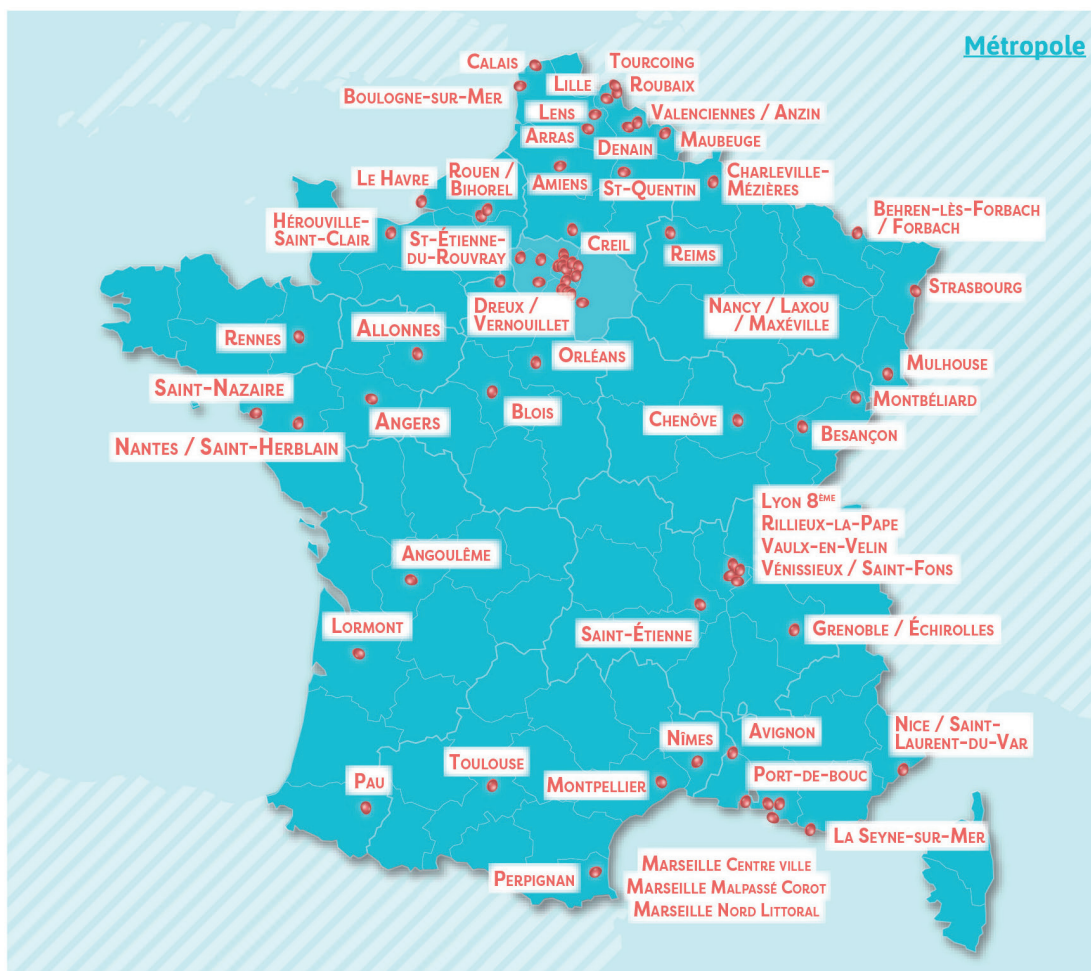 Métropole
Calais
Tourcoing
Lille
Roubaix
Boulogne-sur-Mer
Lens
Valenciennes / Anzin
Arras
Denain
Maubeuge
Le Havre
Rouen /
Bihorel
Amiens
St-Quentin
Charleville-
Mézières
Hérouville-
Saint-Clair
St-Étienne-
du-Rouvray
Creil
Reims
Behren-lès-Forbach
/ Forbach
Strasbourg
Dreux /
Vernouillet
Nancy / Laxou
/ Maxéville
Rennes
Allonnes
Orléans
Mulhouse
Saint-Nazaire
Montbéliard
Angers
Blois
Chenôve
Besançon
Nantes / Saint-Herblain
Lyon 8ème
Rillieux-la-Pape
Vaulx-en-Velin
Vénissieux / Saint-Fons
Angoulême
Lormont
Saint-Étienne
Grenoble / Échirolles
Nîmes
Avignon
Nice / Saint-
Laurent-du-Var
Toulouse
Pau
Montpellier
Port-de-bouc
La Seyne-sur-Mer
Perpignan
Marseille Centre ville
Marseille Malpassé Corot
Marseille Nord Littoral